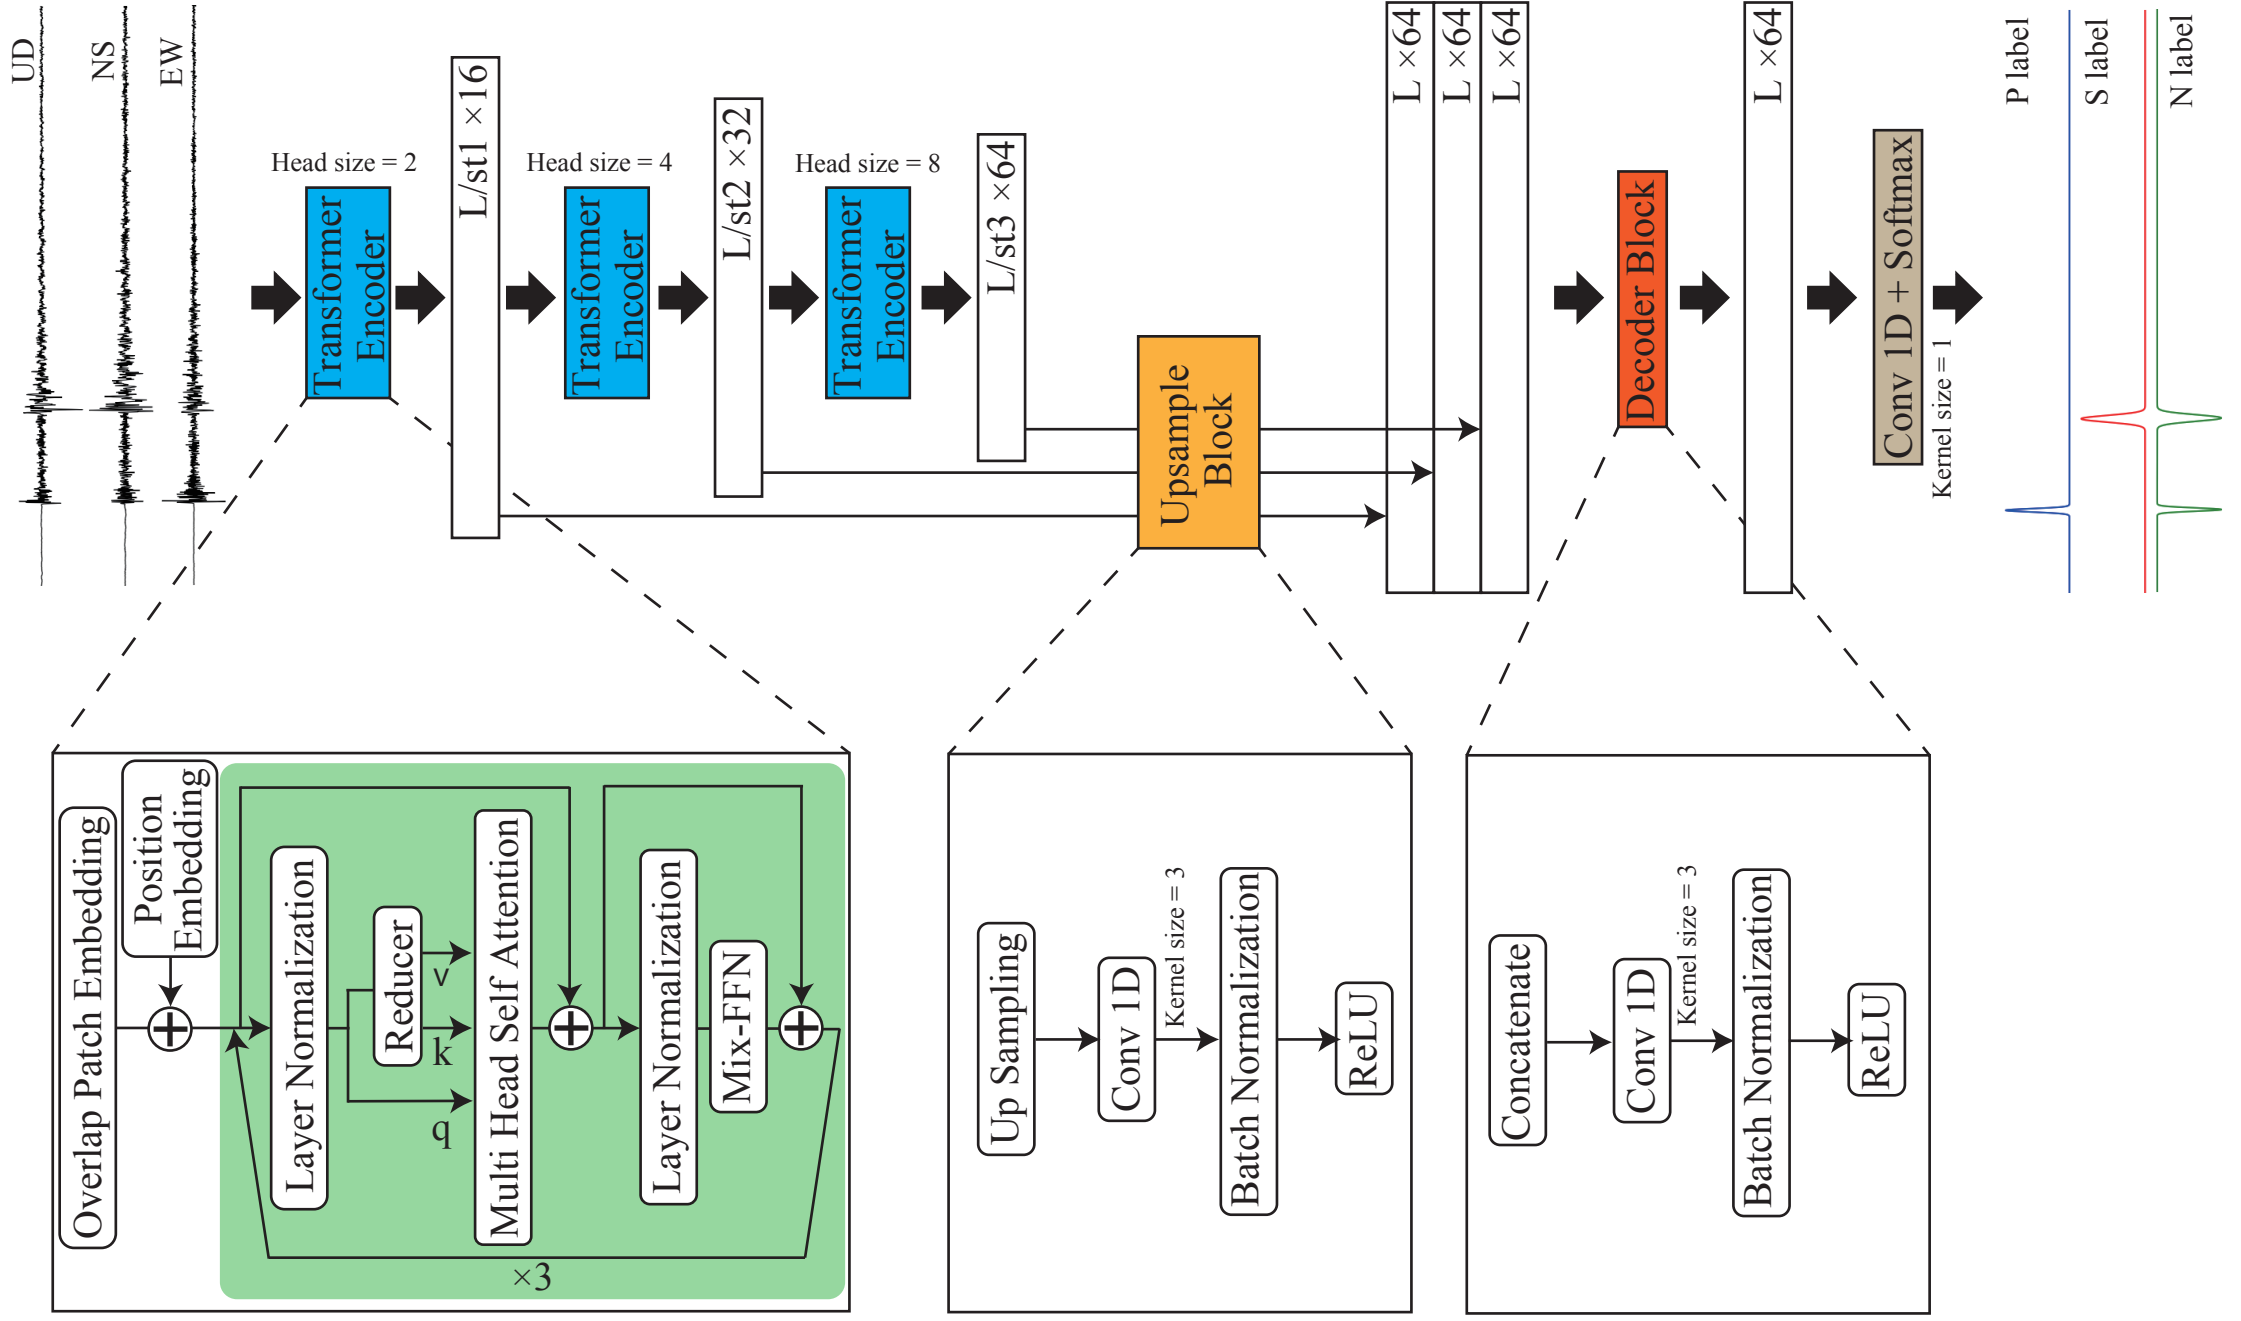 UD
NS
EW
Head size = 2
Transformer
Encoder
L/st1 ×16
Head size = 4
Transformer
Encoder
L/st2 ×32
Head size = 8
Transformer
Encoder
L/st3 ×64
Upsample
Block
L ×64
L ×64
L ×64
Decoder Block
L ×64
Conv 1D + Softmax
Kernel size = 1
P label
S label
N label
Overlap Patch Embedding
Position
Embedding
Layer Normalization
Reducer
v
k
q
Multi Head Self Attention
Layer Normalization
Mix-FFN
×3
Up Sampling
Conv 1D
Kernel size = 3
Batch Normalization
ReLU
Concatenate
Conv 1D
Kernel size = 3
Batch Normalization
ReLU